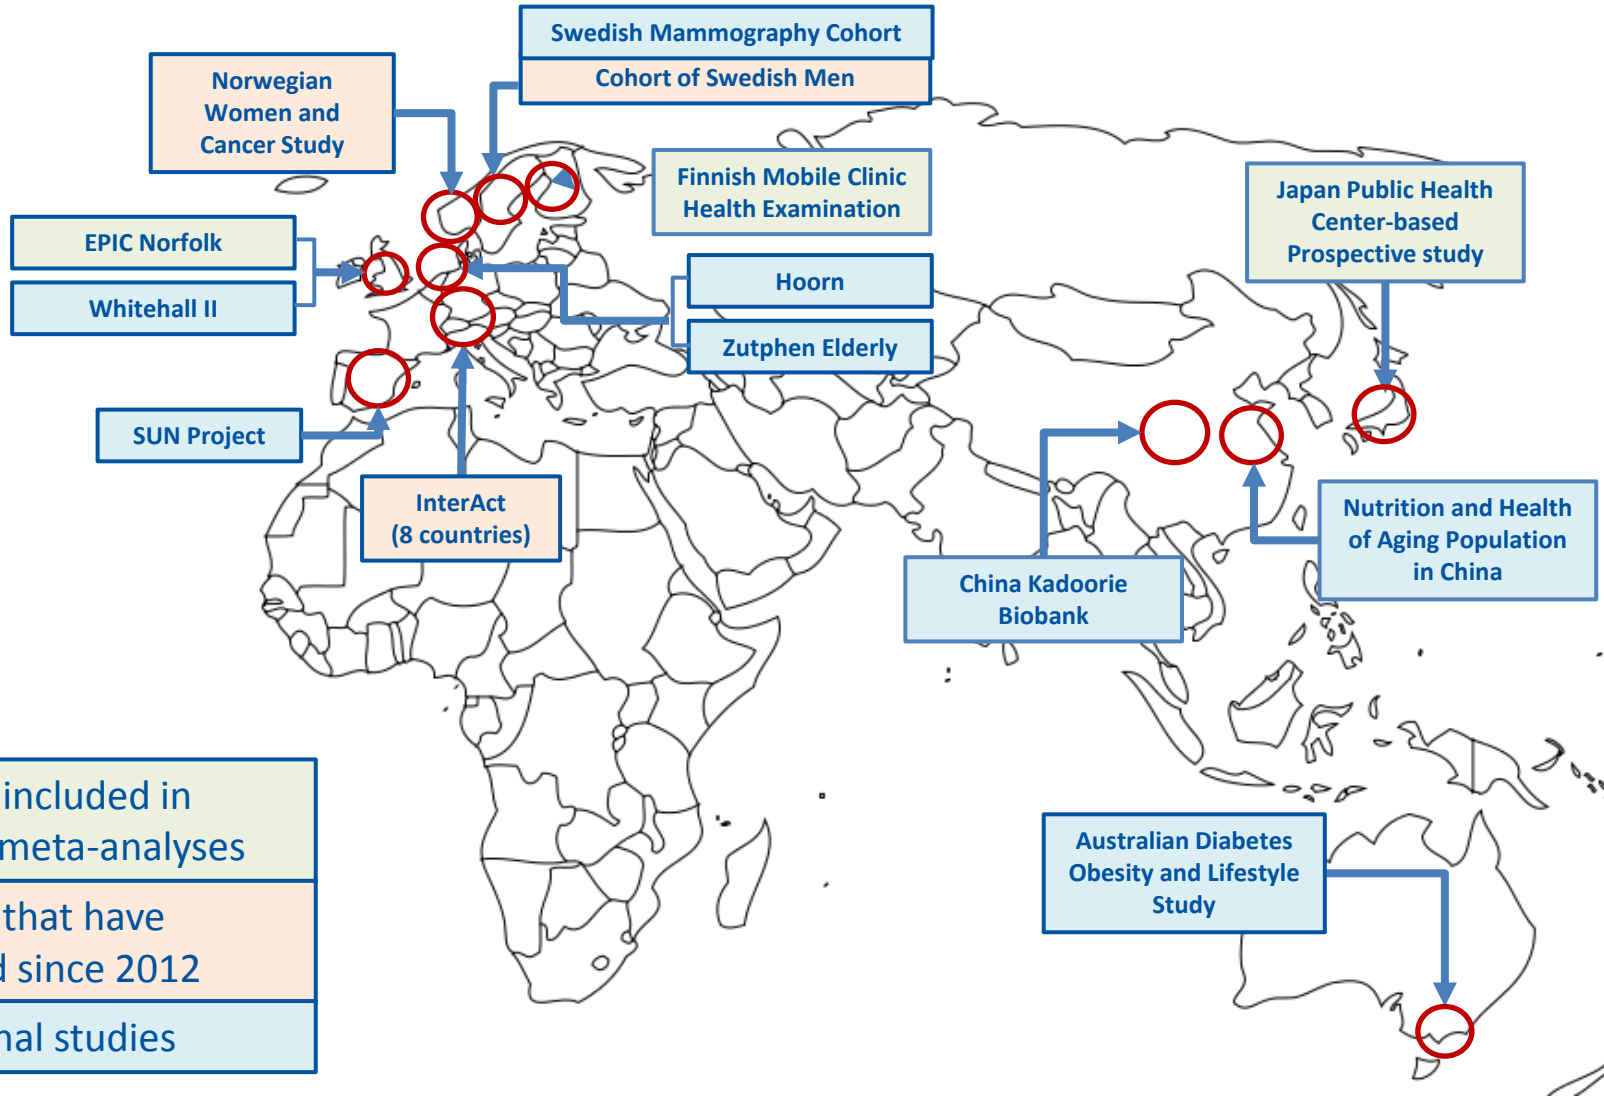 Swedish Mammography Cohort
Cohort of Swedish Men
Norwegian
Women and
Cancer Study
Finnish Mobile Clinic
Health Examination
Japan Public Health
Center-based
Prospective study
EPIC Norfolk
Whitehall II
Hoorn
Zutphen Elderly
SUN Project
InterAct
(8 countries)
China Kadoorie
Biobank
Nutrition and Health
of Aging Population
in China
Australian Diabetes
Obesity and Lifestyle
Study
included in
meta-analyses
that have
since 2012
studies